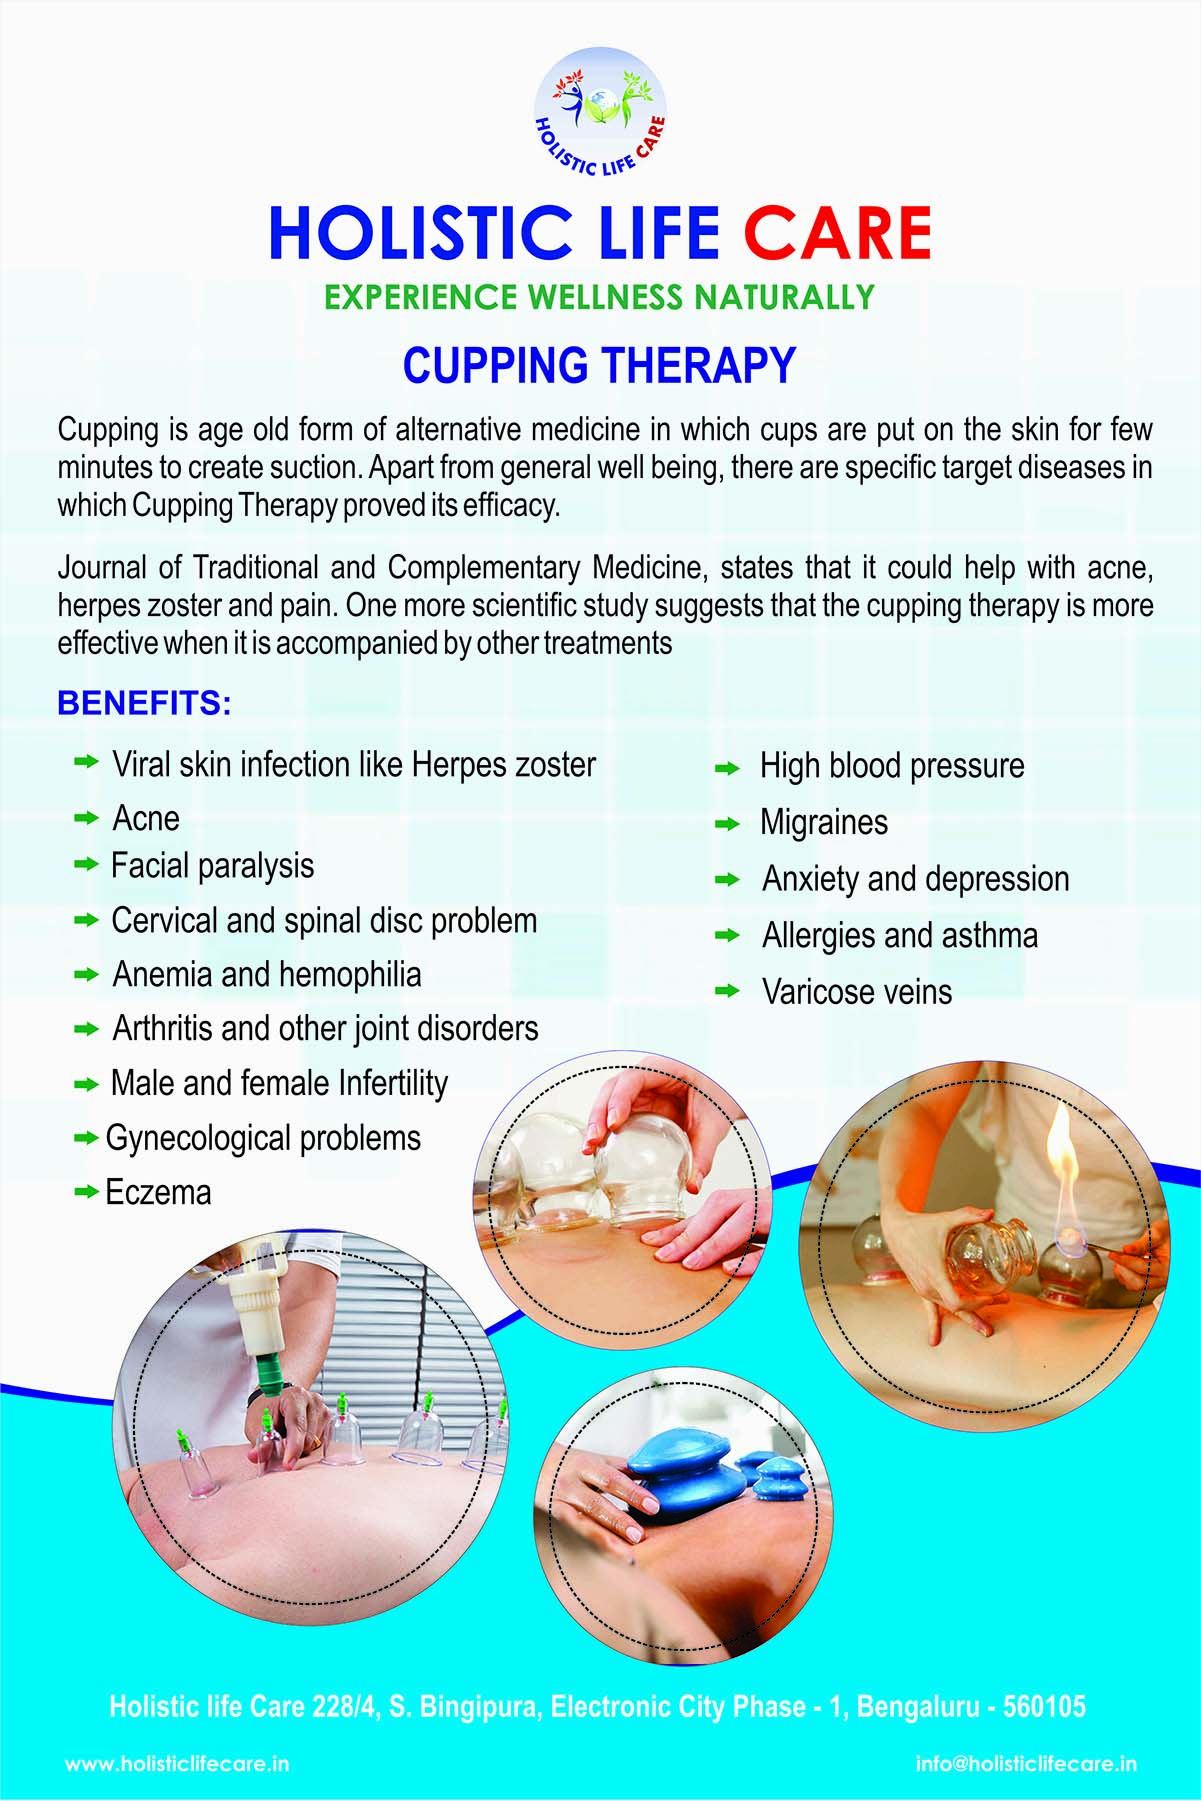 HOLISTIC LIFE CARE
HOLISTIC LIFE CARE
EXPERIENCE WELLNESS NATURALLY
CUPPING THERAPY
Cupping is age old form of alternative medicine in which cups are put on the skin for few
minutes to create suction. Apart from general well being, there are specific target diseases in
which Cupping Therapy proved its efficacy.
Journal of Traditional and Complementary Medicine, states that it could help with acne,
herpes zoster and pain. One more scientific study suggests that the cupping therapy is more
effective when it is accompanied by other treatments
BENEFITS:
Viral skin infection like Herpes zoster
Acne
Facial paralysis
Cervical and spinal disc problem
Anemia and hemophilia
Arthritis and other joint disorders
Male and female Infertility
Gynecological problems
Eczema
High blood pressure
Migraines
Anxiety and depression
Allergies and asthma
Varicose veins
Holistic life Care 228/4, S. Bingipura, Electronic City Phase - 1, Bengaluru - 560105
www.holisticlifecare.in
info@holisticlifecare.in